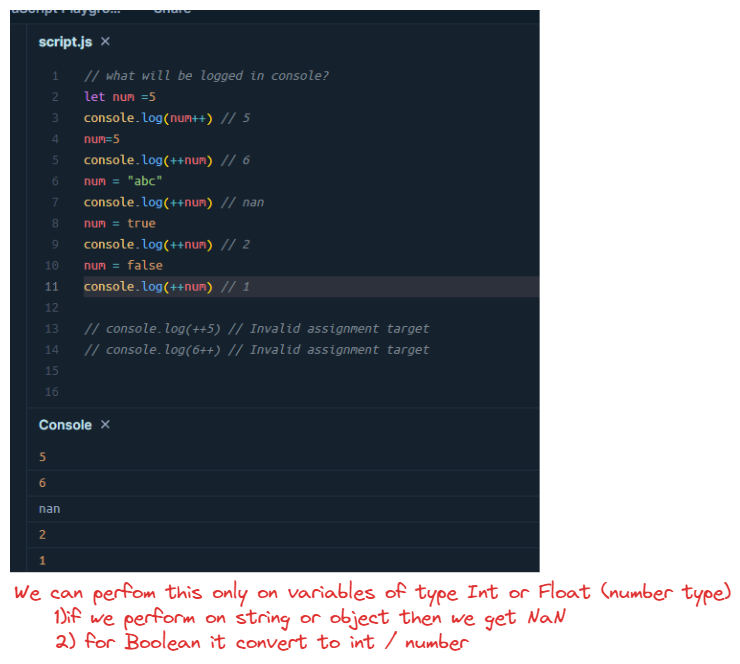 Share
script.js ×
1 // what will be logged in console?
2 let num =5
3 console.log(num++) // 5
4 num=5
5 console.log(++num) // 6
6 num = "abc"
7 console.log(++num) // nan
8 num = true
9 console.log(++num) // 2
10 num = false
11 console.log(++num) // 1
12
13 // console.log(++5) // Invalid assignment target
14 // console.log(6++) // Invalid assignment target
15
16
Console ×
5
6
nan
2
1
We can perfom this only on variables of type Int or Float (number type)
1)if we perform on string or object then we get NaN
2) for Boolean it convert to int / number